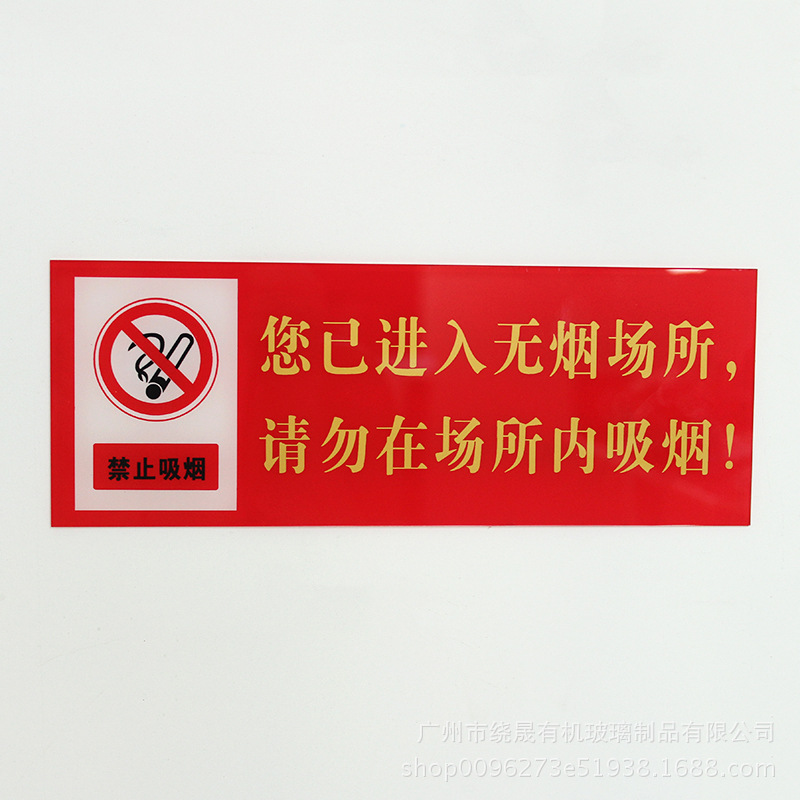 您已进入无烟场所，
请勿在场所内吸烟！
禁止吸烟
广州市绕晟有机玻璃制品有限公司
shop0096273e51938.1688.com